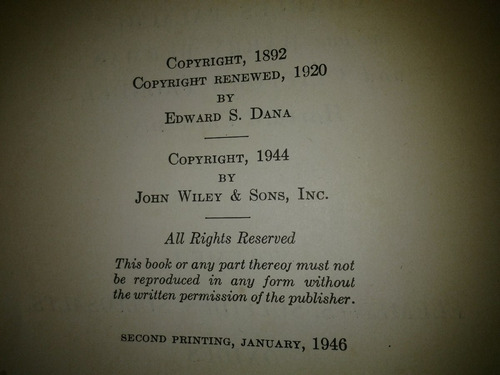 Copyright, 1892
Copyright renewed, 1920
by
Edward S. Dana
Copyright, 1944
by
John Wiley & Sons, Inc.
All Rights Reserved
This book or any part thereof must not
be reproduced in any form without
the written permission of the publisher.
SECOND PRINTING, JANUARY, 1946